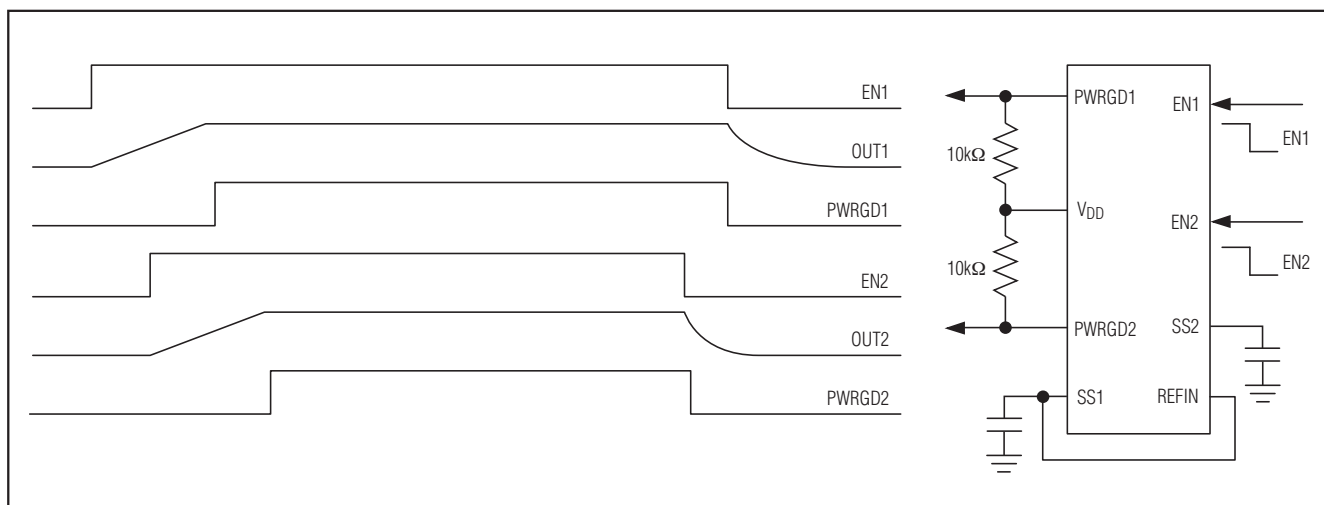 EN1
OUT1
PWRGD1
EN2
OUT2
PWRGD2
PWRGD1
EN1
EN1
10kΩ
VDD
EN2
EN2
10kΩ
PWRGD2
SS2
SS1
REFIN